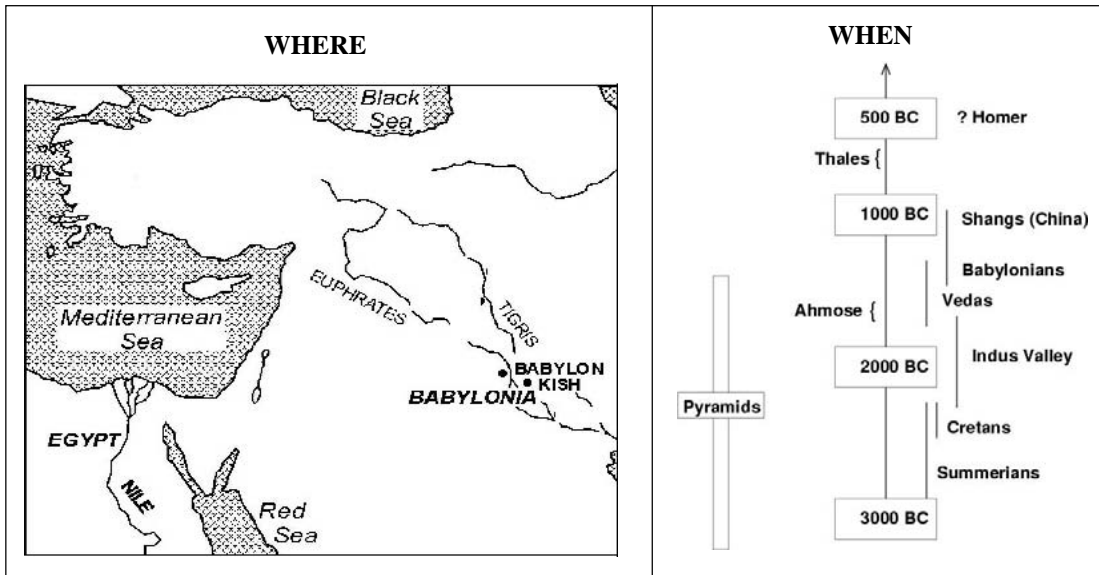 WHERE
Black
Sea
EUPHRATES
TIGRIS
Mediterranean
Sea
BABYLON
KISH
BABYLONIA
EGYPT
NILE
Red
Sea
WHEN
500 BC
? Homer
Thales {
1000 BC
Shangs (China)
Babylonians
Vedas
Ahmose {
2000 BC
Indus Valley
Pyramids
Cretans
Summerians
3000 BC